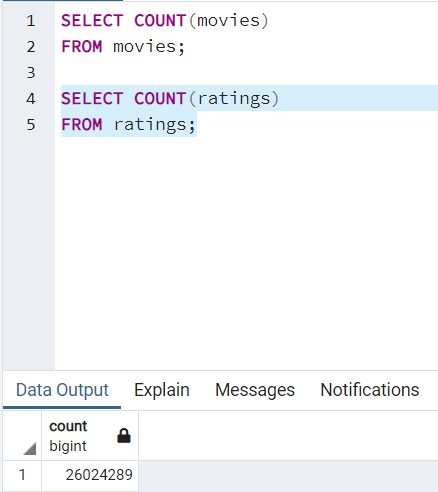 1 SELECT COUNT(movies)
2 FROM movies;
3
4 SELECT COUNT(ratings)
5 FROM ratings;
Data Output Explain Messages Notifications
count
bigint
1 26024289